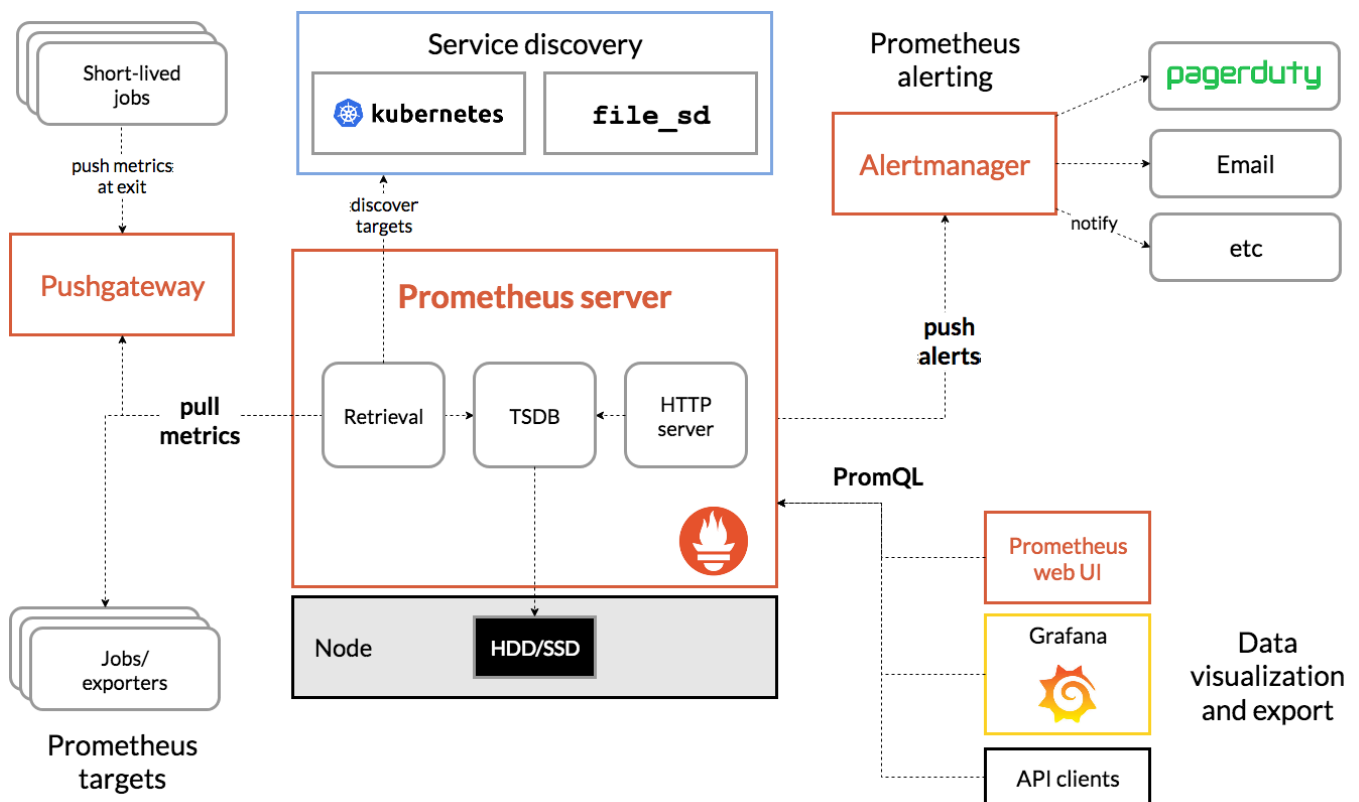 Short-lived
jobs
push metrics
at exit
Pushgateway
pull
metrics
Jobs/
exporters
Prometheus
targets
Service discovery
kubernetes
file_sd
discover
targets
Prometheus server
Retrieval
TSDB
HTTP
server
Node
HDD/SSD
Prometheus
alerting
Alertmanager
pagerduty
Email
notify
etc
push
alerts
PromQL
Prometheus
web UI
Grafana
API clients
Data
visualization
and export